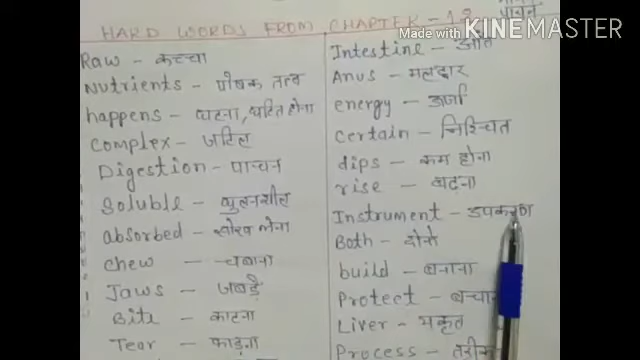 HARD WORDS FROM CHAPTER - 13
पाचन
Made with KINEMASTER
Raw - कच्चा
Nutrients - पोषक तत्व
happens - घटना, घटित होना
Complex - जटिल
Digestion - पाचन
Soluble - घुलनशील
absorbed - सोख लेना
Chew - चबाना
Jaws - जबड़े
Bite - काटना
Tear - फाड़ना
Intestine - आंत
Anus - मलद्वार
energy - ऊर्जा
Certain - निश्चित
dips - कम होना
rise - बढ़ना
Instrument - उपकरण
Both - दोनो
build - बनाना
Protect - बचाना
Liver - यकृत
Process -